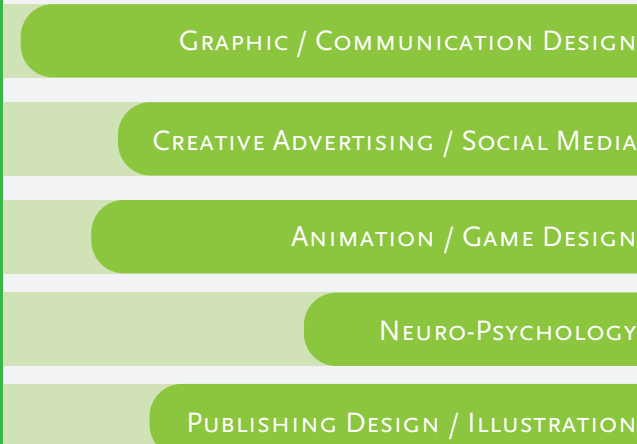 Graphic / Communication Design
Creative Advertising / Social Media
Animation / Game Design
Neuro-Psychology
Publishing Design / Illustration